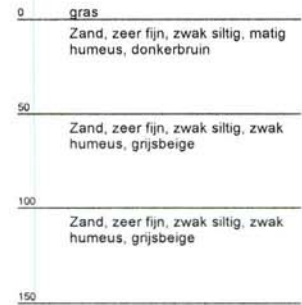 0 gras
Zand, zeer fijn, zwak siltig, matig
humeus, donkerbruin
50
Zand, zeer fijn, zwak siltig, zwak
humeus, grijsbeige
100
Zand, zeer fijn, zwak siltig, zwak
humeus, grijsbeige
150